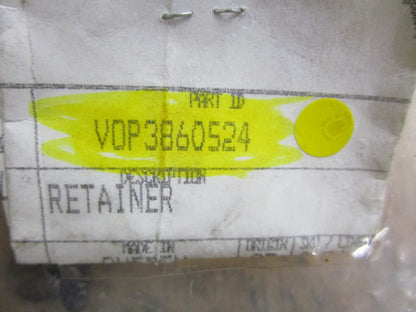 PART ID
VOP3860524
DESCRIPTION
RETAINER
MADE IN
ORIGIN